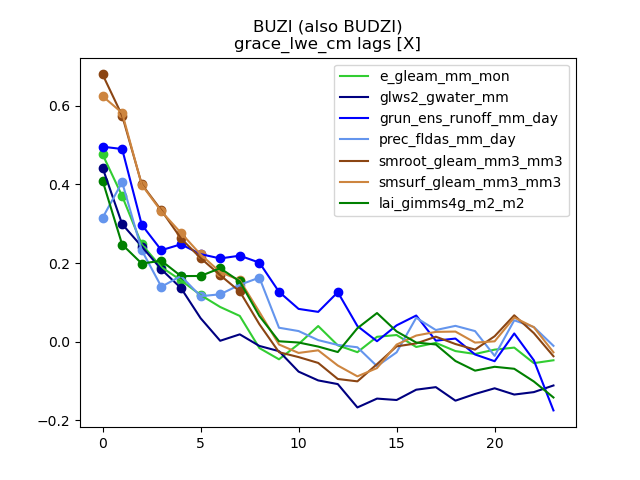 BUZI (also BUDZI)
grace_lwe_cm lags [X]
e_gleam_mm_mon
glws2_gwater_mm
grun_ens_runoff_mm_day
prec_fldas_mm_day
smroot_gleam_mm3_mm3
smsurf_gleam_mm3_mm3
lai_gimms4g_m2_m2
0.6
0.4
0.2
0.0
−0.2
0 5 10 15 20